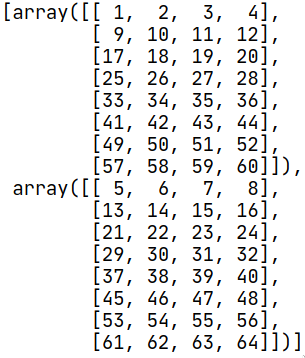 [array([[ 1,  2,  3,  4],
        [ 9, 10, 11, 12],
        [17, 18, 19, 20],
        [25, 26, 27, 28],
        [33, 34, 35, 36],
        [41, 42, 43, 44],
        [49, 50, 51, 52],
        [57, 58, 59, 60]]),
 array([[ 5,  6,  7,  8],
        [13, 14, 15, 16],
        [21, 22, 23, 24],
        [29, 30, 31, 32],
        [37, 38, 39, 40],
        [45, 46, 47, 48],
        [53, 54, 55, 56],
        [61, 62, 63, 64]])]